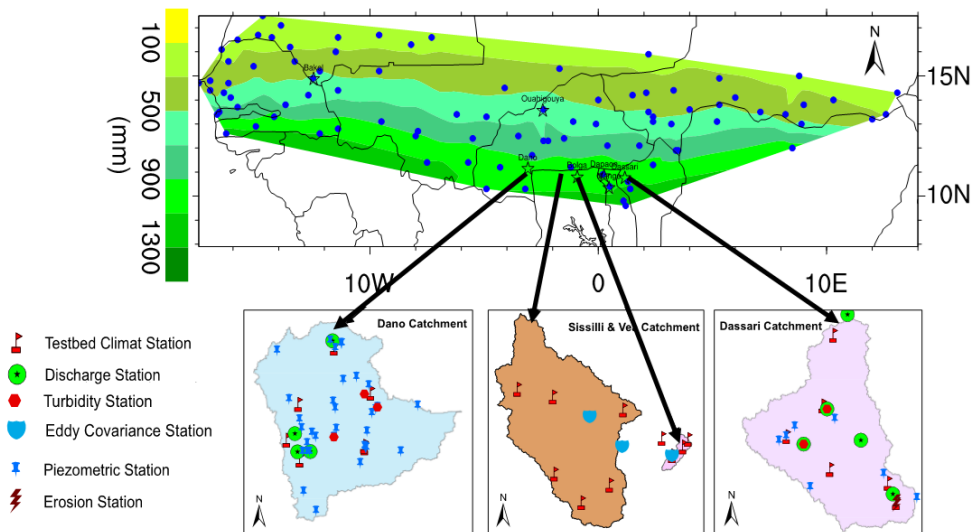 100
500
900
1300
(mm)
N
15N
10N
10W
0
10E
Bakel
Ouahigouya
Dano
Bolga
Dapaong
Dassari
Testbed Climat Station
Discharge Station
Turbidity Station
Eddy Covariance Station
Piezometric Station
Erosion Station
Dano Catchment
N
Sissilli & Vea Catchment
N
Dassari Catchment
N